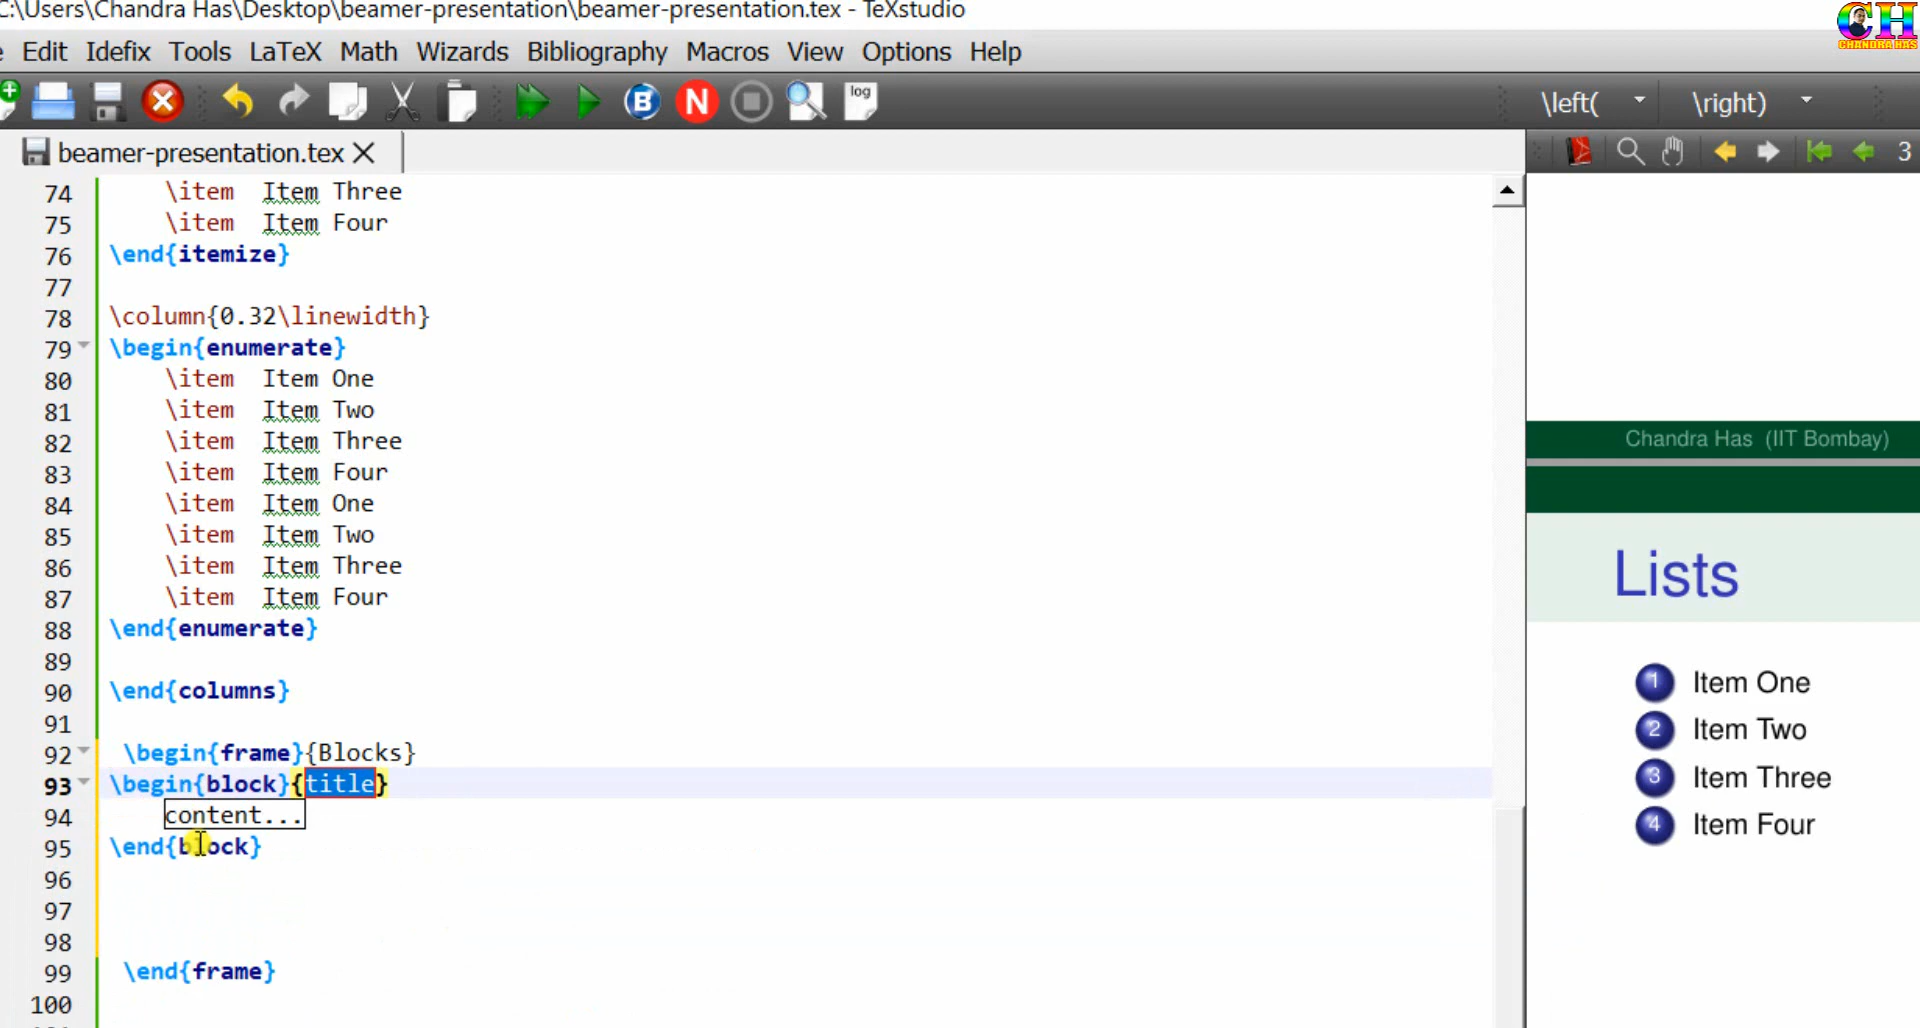 C:\Users\Chandra Has\Desktop\beamer-presentation\beamer-presentation.tex - TeXstudio
CH
CHANDRA HAS
e Edit Idefix Tools LaTeX Math Wizards Bibliography Macros View Options Help
B N log \left( \right)
beamer-presentation.tex 3
74 \item Item Three
75 \item Item Four
76 \end{itemize}
77
78 \column{0.32\linewidth}
79 \begin{enumerate}
80 \item Item One
81 \item Item Two
82 \item Item Three
83 \item Item Four
84 \item One
85 \item Item Two
86 \item Item Three
87 \item Item Four
88 \end{enumerate}
89
90 \end{columns}
91
92 \begin{frame}{Blocks}
93 \begin{block}{title}
94 content...
95 \end{block}
96
97
98
99 \end{frame}
100
Chandra Has (IIT Bombay)
Lists
1 Item One
2 Item Two
3 Item Three
4 Item Four